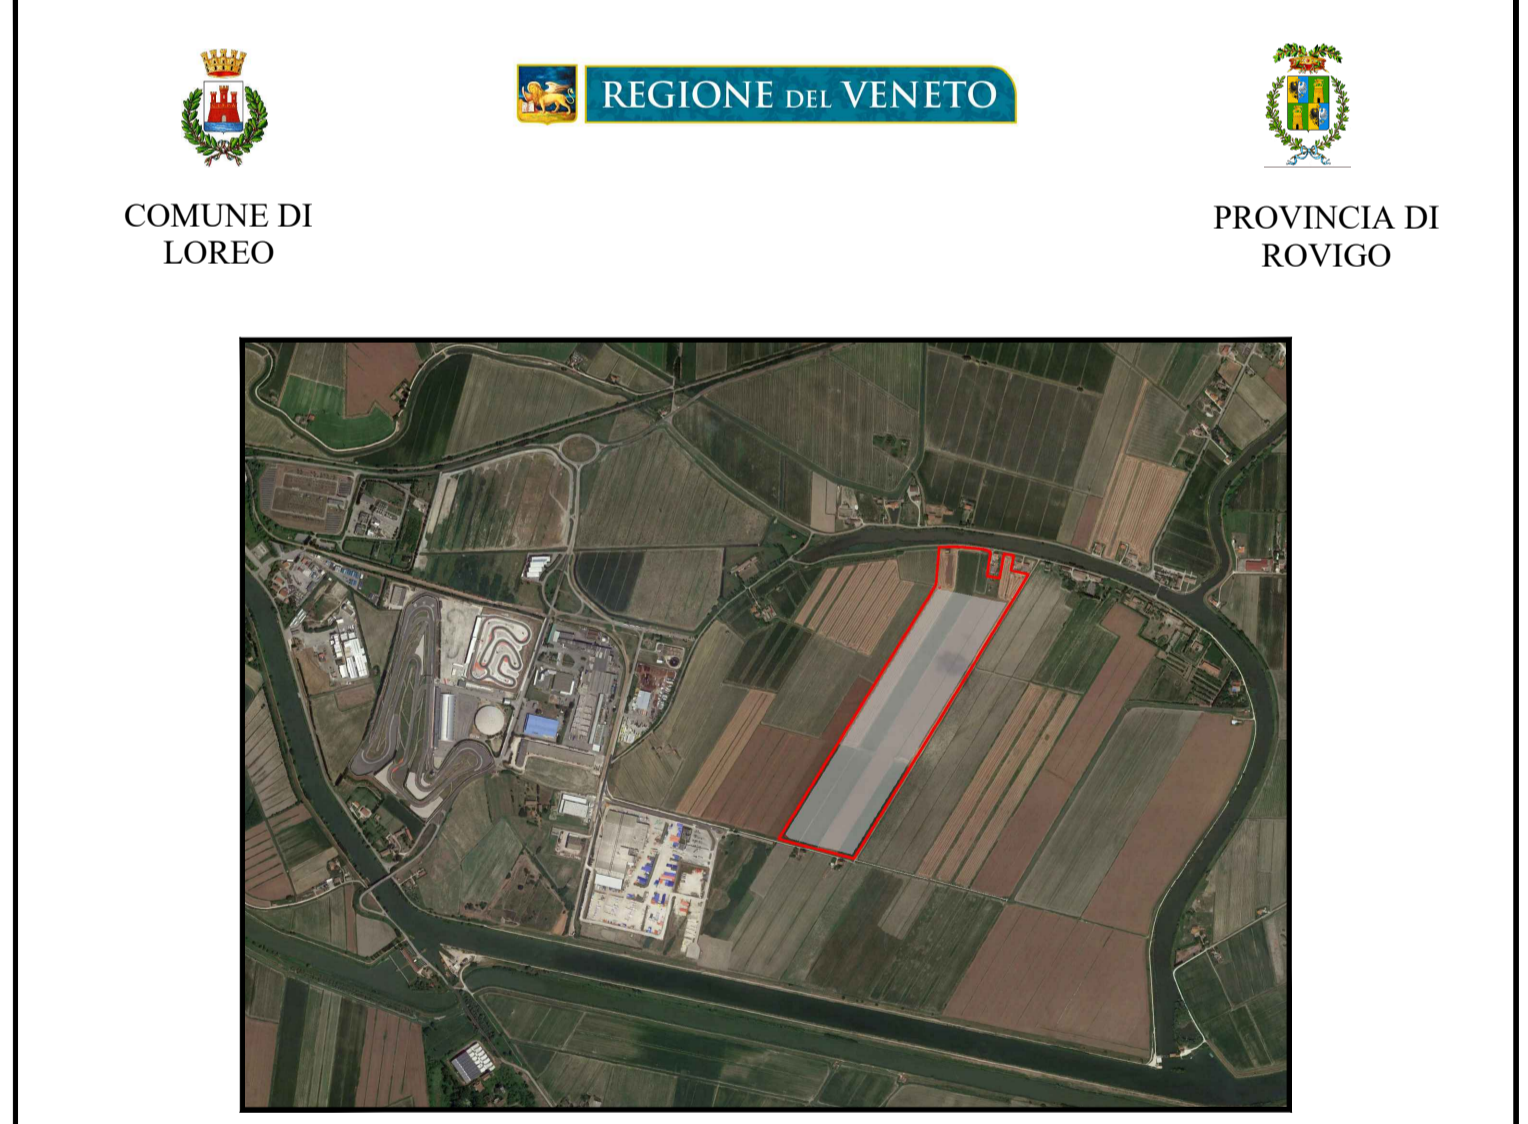 REGIONE DEL VENETO
COMUNE DI
LOREO
PROVINCIA DI
ROVIGO